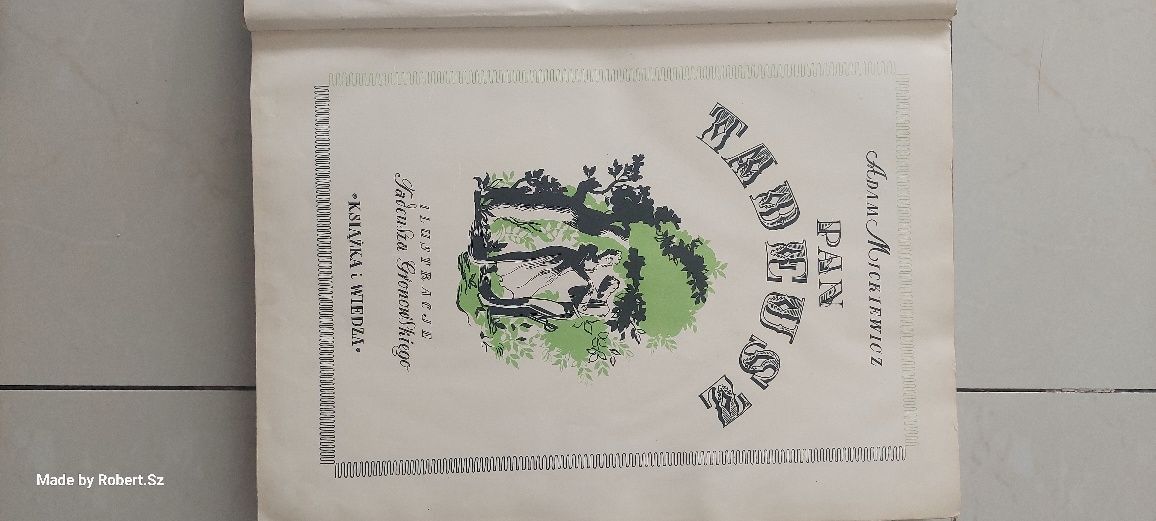 ADAM MICKIEWICZ
PAN
TADEUSZ
ILUSTRACJE
Tadeusza Gronowskiego
•KSIĄŻKA i WIEDZA•
Made by Robert.Sz